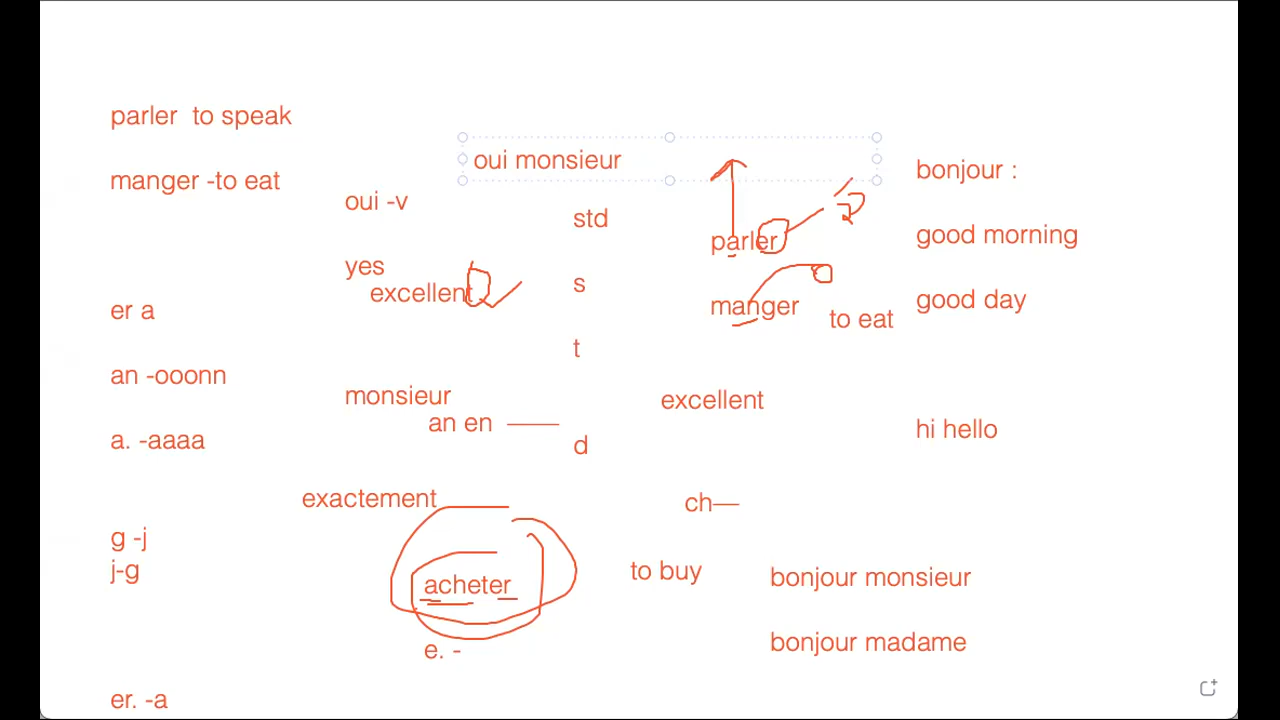 parler to speak
manger -to eat
er a
an -ooonn
a. -aaaa
g -j
j-g
er. -a
oui -v
yes
excellent
monsieur
an en ——
exactement
acheter
e. -
oui monsieur
std
s
t
d
parler
manger
to eat
excellent
ch—
to buy
bonjour :
good morning
good day
hi hello
bonjour monsieur
bonjour madame